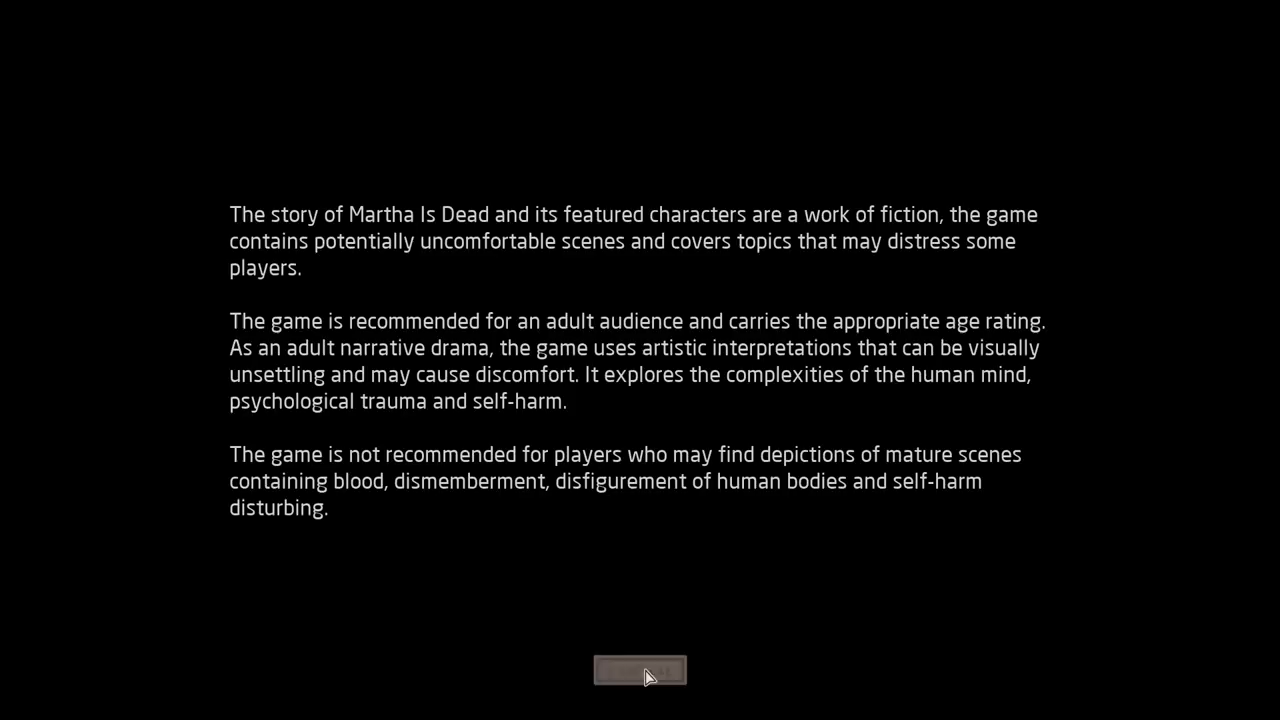 The story of Martha Is Dead and its featured characters are a work of fiction, the game
contains potentially uncomfortable scenes and covers topics that may distress some
players.
The game is recommended for an adult audience and carries the appropriate age rating.
As an adult narrative drama, the game uses artistic interpretations that can be visually
unsettling and may cause discomfort. It explores the complexities of the human mind,
psychological trauma and self-harm.
The game is not recommended for players who may find depictions of mature scenes
containing blood, dismemberment, disfigurement of human bodies and self-harm
disturbing.